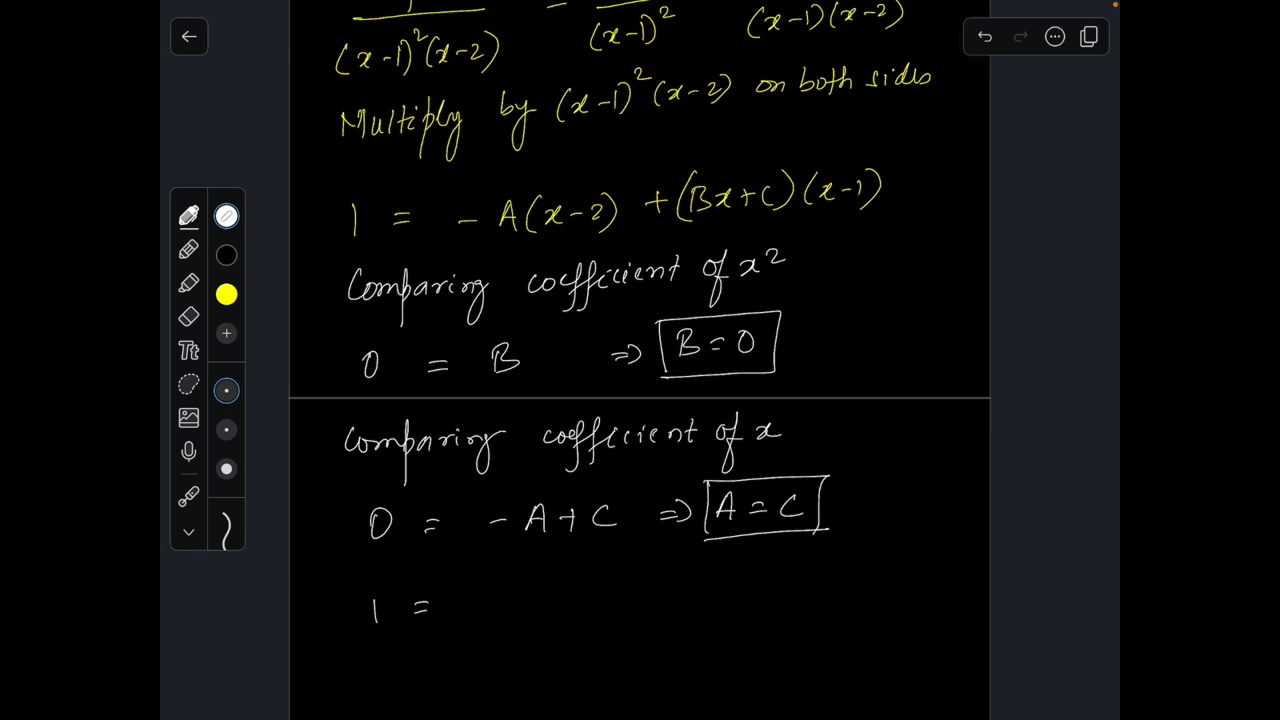 (x-1)²(x-2) = (x-1)² (x-1)(x-2)
Multiply by (x-1)²(x-2) on both sides
1 = - A(x-2) + (Bx+C)(x-1)
Comparing coefficient of x²
0 = B ⇒ B = 0
Comparing coefficient of x
0 = - A + C ⇒ A = C
1 =
Tt